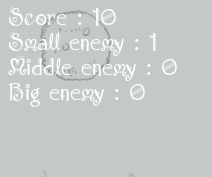 Score : 10
Small enemy : 1
Middle enemy : 0
Big enemy : 0